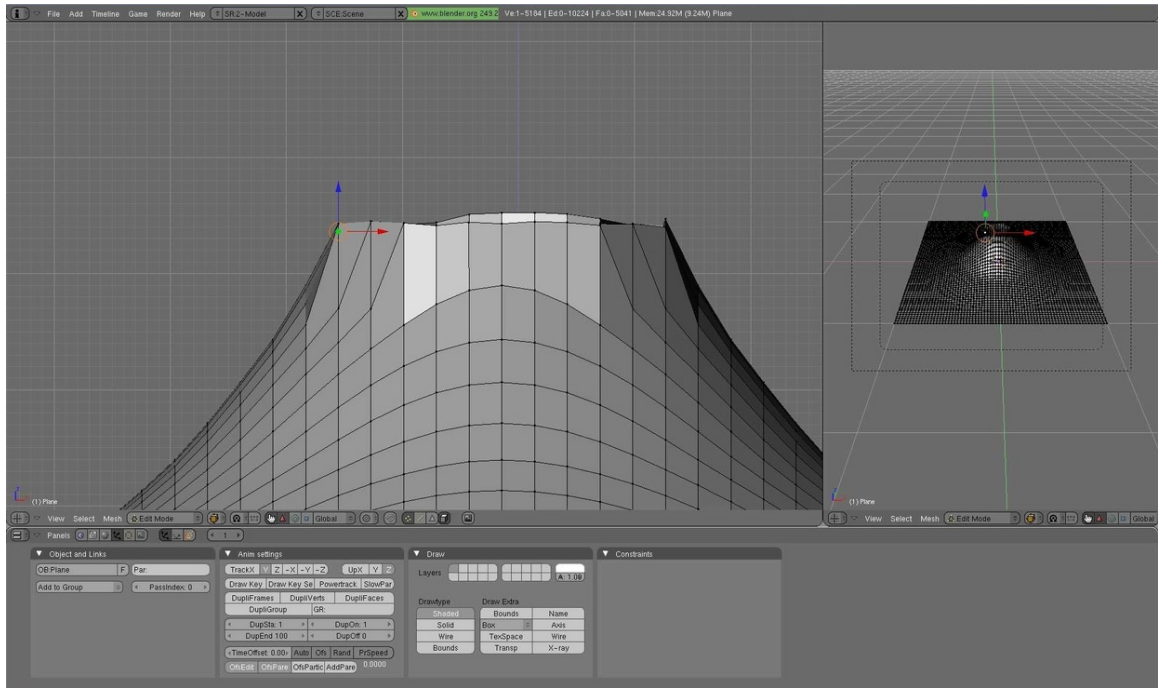 File Add Timeline Game Render Help SR:2-Model X SCE:Scene X www.blender.org 243.2 Ve:1-5184 | Ed:0-10224 | Fa:0-5041 | Mem:24.92M (9.24M) Plane
(1) Plane
(1) Plane
View Select Mesh Edit Mode Global
View Select Mesh Edit Mode Global
Panels 1
Object and Links
OB:Plane F Par:
Add to Group PassIndex: 0
Anim settings
TrackX Y Z -X -Y -Z UpX Y Z
Draw Key Draw Key Se Powertrack SlowPar
DupliFrames DupliVerts DupliFaces
DupliGroup GR:
DupSta: 1 DupOn: 1
DupEnd 100 DupOff 0
TimeOffset: 0.00 Auto Ofs Rand PrSpeed
OfsEdit OfsPare OfsPartic AddPare 0.0000
Draw
Layers A: 1.08
Drawtype Draw Extra
Shaded Bounds Name
Solid Box Axis
Wire TexSpace Wire
Bounds Transp X-ray
Constraints